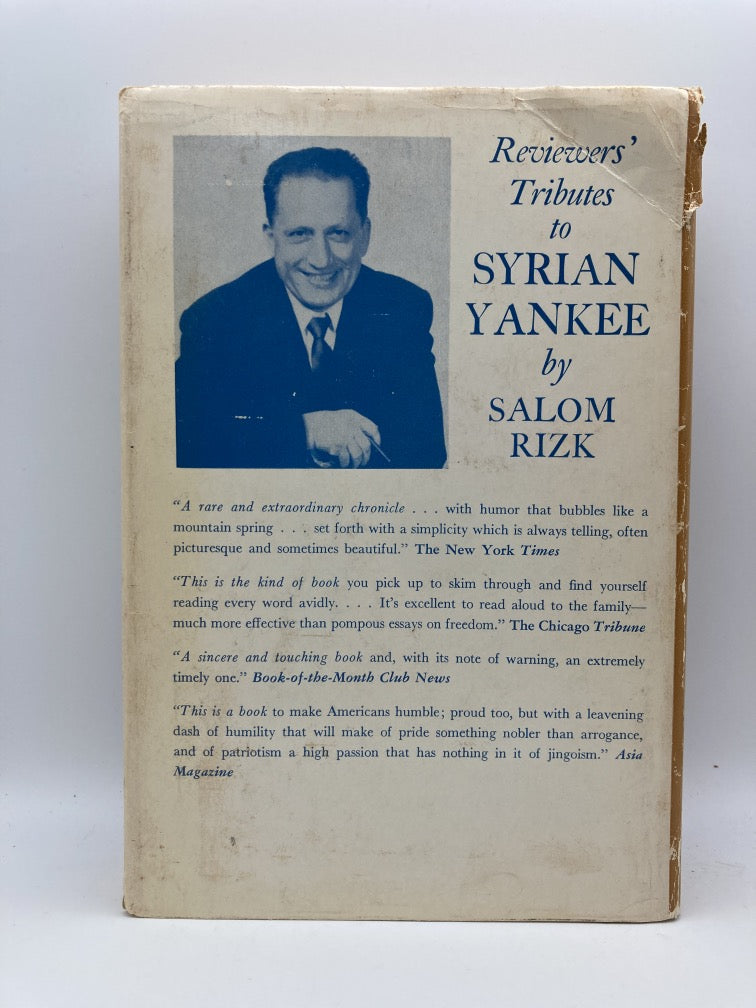 Reviewers’
Tributes
to
SYRIAN
YANKEE
by
SALOM
RIZK
“A rare and extraordinary chronicle . . . with humor that bubbles like a
mountain spring . . . set forth with a simplicity which is always telling, often
picturesque and sometimes beautiful.” The New York Times
“This is the kind of book you pick up to skim through and find yourself
reading every word avidly. . . . It’s excellent to read aloud to the family—
much more effective than pompous essays on freedom.” The Chicago Tribune
“A sincere and touching book and, with its note of warning, an extremely
timely one.” Book-of-the-Month Club News
“This is a book to make Americans humble; proud too, but with a leavening
dash of humility that will make of pride something nobler than arrogance,
and of patriotism a high passion that has nothing in it of jingoism.” Asia
Magazine